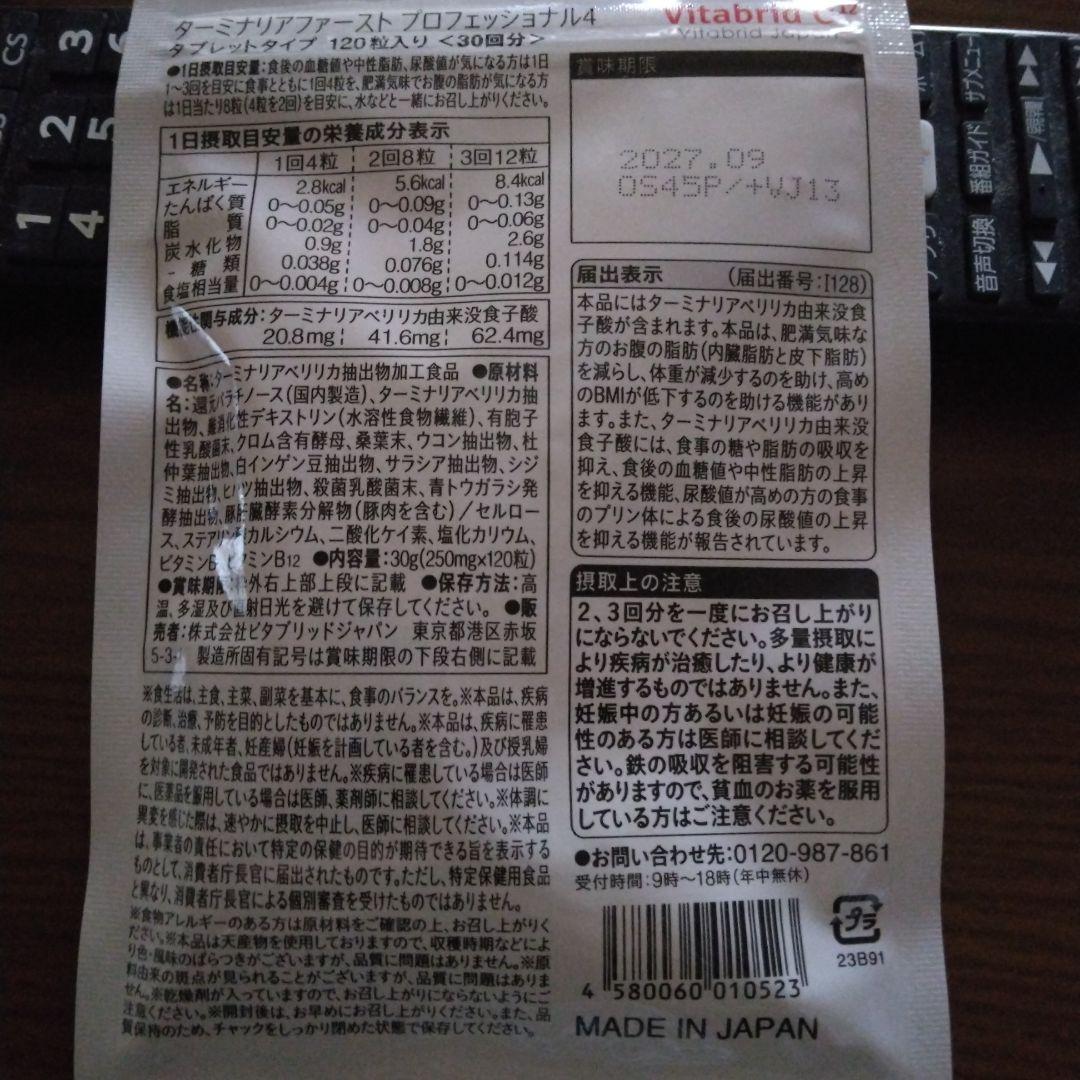 ターミナリアファースト プロフェッショナル4
タブレットタイプ 120粒入り <30回分>
●1日摂取目安量:食後の血糖値や中性脂肪、尿酸値が気になる方は1日
1~3回を目安に食事とともに1回4粒を、肥満気味でお腹の脂肪が気になる方
は1日当たり8粒(4粒を2回)を目安に、水などと一緒にお召し上がりください。
1日摂取目安量の栄養成分表示
1回4粒 2回8粒 3回12粒
エネルギー 2.8kcal 5.6kcal 8.4kcal
たんぱく質 0~0.05g 0~0.09g 0~0.13g
脂質 0~0.02g 0~0.04g 0~0.06g
炭水化物 0.9g 1.8g 2.6g
- 糖類 0.038g 0.076g 0.114g
食塩相当量 0~0.004g 0~0.008g 0~0.012g
機能性関与成分:ターミナリアベリリカ由来没食子酸
20.8mg 41.6mg 62.4mg
●名称:ターミナリアベリリカ抽出物加工食品 ●原材料
名:還元パラチノース(国内製造)、ターミナリアベリリカ抽
出物、難消化性デキストリン(水溶性食物繊維)、有胞子
性乳酸菌末、クロム含有酵母、桑葉末、ウコン抽出物、杜
仲葉抽出物、白インゲン豆抽出物、サラシア抽出物、シジ
ミ抽出物、ヒハツ抽出物、殺菌乳酸菌末、青トウガラシ発
酵抽出物、豚肝臓酵素分解物(豚肉を含む)/セルロー
ス、ステアリン酸カルシウム、二酸化ケイ素、塩化カリウム、
ビタミンB ミンB12 ●内容量:30g(250mg×120粒)
●賞味期限 外右上部上段に記載 ●保存方法:高
温、多湿及び直射日光を避けて保存してください。 ●販
売者:株式会社ビタブリッドジャパン 東京都港区赤坂
5-3-1 製造所固有記号は賞味期限の下段右側に記載
※食生活は、主食、主菜、副菜を基本に、食事のバランスを。※本品は、疾病
の診断、治療、予防を目的としたものではありません。※本品は、疾病に罹患
している者、未成年者、妊産婦(妊娠を計画している者を含む。)及び授乳婦
を対象に開発された食品ではありません。※疾病に罹患している場合は医師
に、医薬品を服用している場合は医師、薬剤師に相談してください。※体調に
異変を感じた際は、速やかに摂取を中止し、医師に相談してください。※本品
は、事業者の責任において特定の保健の目的が期待できる旨を表示する
ものとして、消費者庁長官に届出されたものです。ただし、特定保健用食品
と異なり、消費者庁長官による個別審査を受けたものではありません。
※食物アレルギーのある方は原材料をご確認の上、お召し上がりく
ださい。※本品は天産物を使用しておりますので、収穫時期などによ
り色・風味のばらつきがございますが、品質に問題はありません。※原
料由来の斑点が見られることがございますが、品質に問題はありま
せん。※乾燥剤が入っていますので、お召し上がりにならないようにご
注意ください。※開封後は、お早めにお召し上がりください。また、品
質保持のため、チャックをしっかり閉めた状態で保存してください。
Vitabrid C12
Vitabrid Japan
賞味期限
2027.09
OS45P/+VJ13
届出表示 (届出番号:I128)
本品にはターミナリアベリリカ由来没食
子酸が含まれます。本品は、肥満気味な
方のお腹の脂肪(内臓脂肪と皮下脂肪)
を減らし、体重が減少するのを助け、高め
のBMIが低下するのを助ける機能があり
ます。また、ターミナリアベリリカ由来没
食子酸には、食事の糖や脂肪の吸収を
抑え、食後の血糖値や中性脂肪の上昇
を抑える機能、尿酸値が高めの方の食事
のプリン体による食後の尿酸値の上昇
を抑える機能が報告されています。
摂取上の注意
2、3回分を一度にお召し上がり
にならないでください。多量摂取に
より疾病が治癒したり、より健康が
増進するものではありません。また、
妊娠中の方あるいは妊娠の可能
性のある方は医師に相談してくだ
さい。鉄の吸収を阻害する可能性
がありますので、貧血のお薬を服用
している方はご注意ください。
●お問い合わせ先:0120-987-861
受付時間:9時~18時(年中無休)
プラ
23B91
4 580060 010523
MADE IN JAPAN
CS
1
2
3
4
5
6
音声切換
番組ガイド
サブメニュー